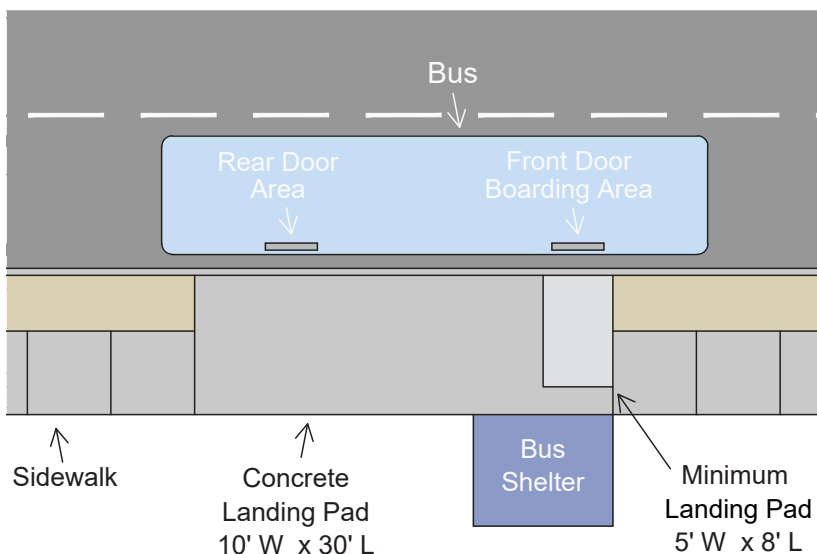 Bus
Rear Door
Area
Front Door
Boarding Area
Sidewalk
Concrete
Landing Pad
10' W x 30' L
Bus
Shelter
Minimum
Landing Pad
5' W x 8' L